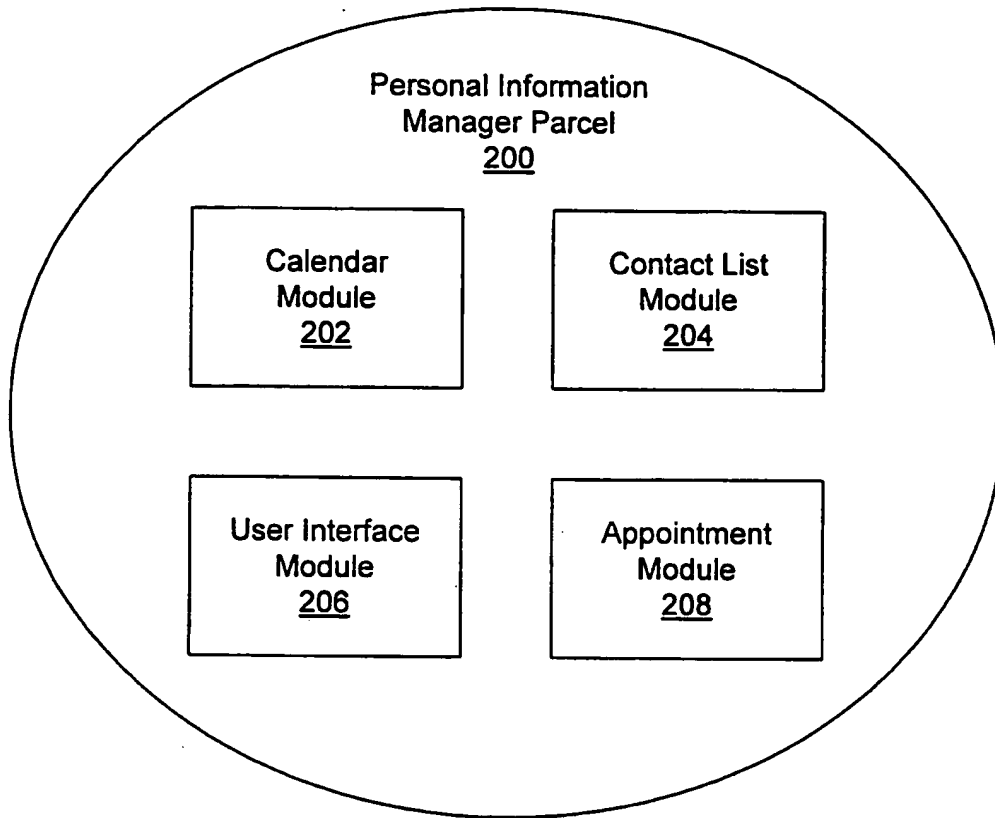 Personal Information
Manager Parcel
200
Calendar
Module
202
Contact List
Module
204
User Interface
Module
206
Appointment
Module
208